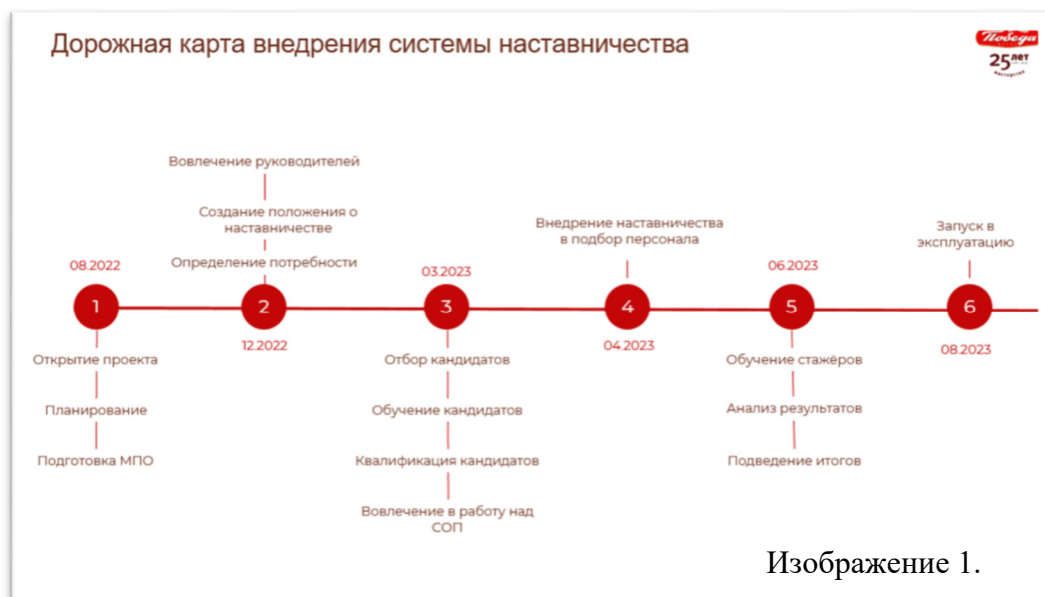 Дорожная карта внедрения системы наставничества
Победа
25 лет
мастерства
Вовлечение руководителей
Создание положения о
наставничестве
Определение потребности
Внедрение наставничества
в подбор персонала
Запуск в
эксплуатацию
08.2022
03.2023
06.2023
1
2
3
4
5
6
12.2022
04.2023
08.2023
Открытие проекта
Планирование
Подготовка МПО
Отбор кандидатов
Обучение кандидатов
Квалификация кандидатов
Вовлечение в работу над
СОП
Обучение стажёров
Анализ результатов
Подведение итогов
Изображение 1.